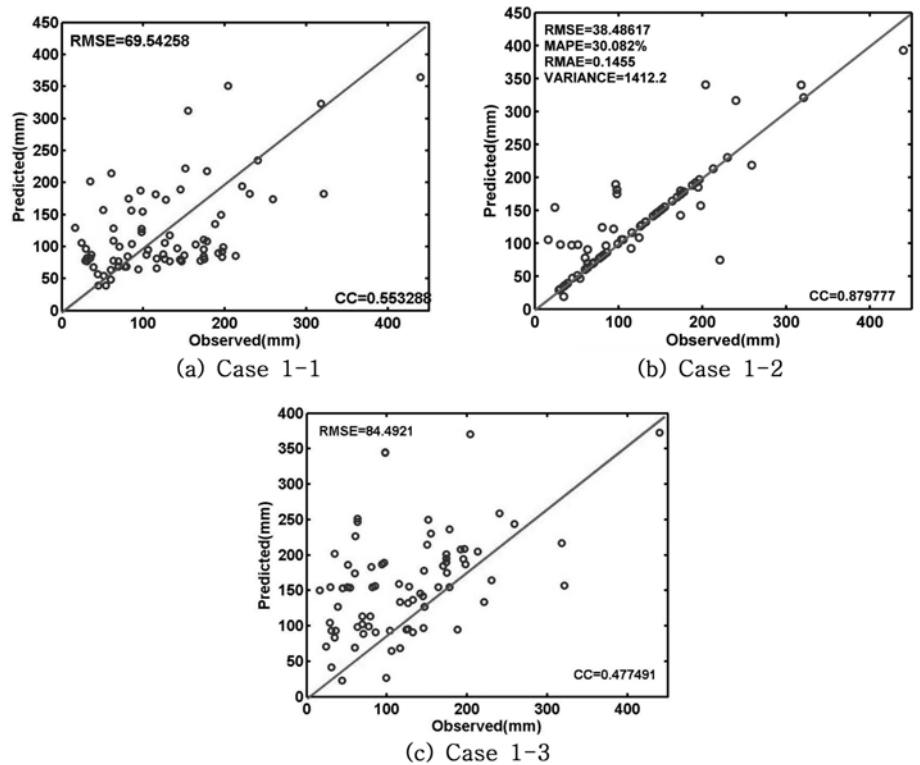 RMSE=69.54258
CC=0.553288
Predicted(mm)
450
400
350
300
250
200
150
100
50
0
0 100 200 300 400
Observed(mm)
(a) Case 1-1
RMSE=38.48617
MAPE=30.082%
RMAE=0.1455
VARIANCE=1412.2
CC=0.879777
Predicted(mm)
450
400
350
300
250
200
150
100
50
0
0 100 200 300 400
Observed(mm)
(b) Case 1-2
RMSE=84.4921
CC=0.477491
Predicted(mm)
400
350
300
250
200
150
100
50
0
0 100 200 300 400
Observed(mm)
(c) Case 1-3